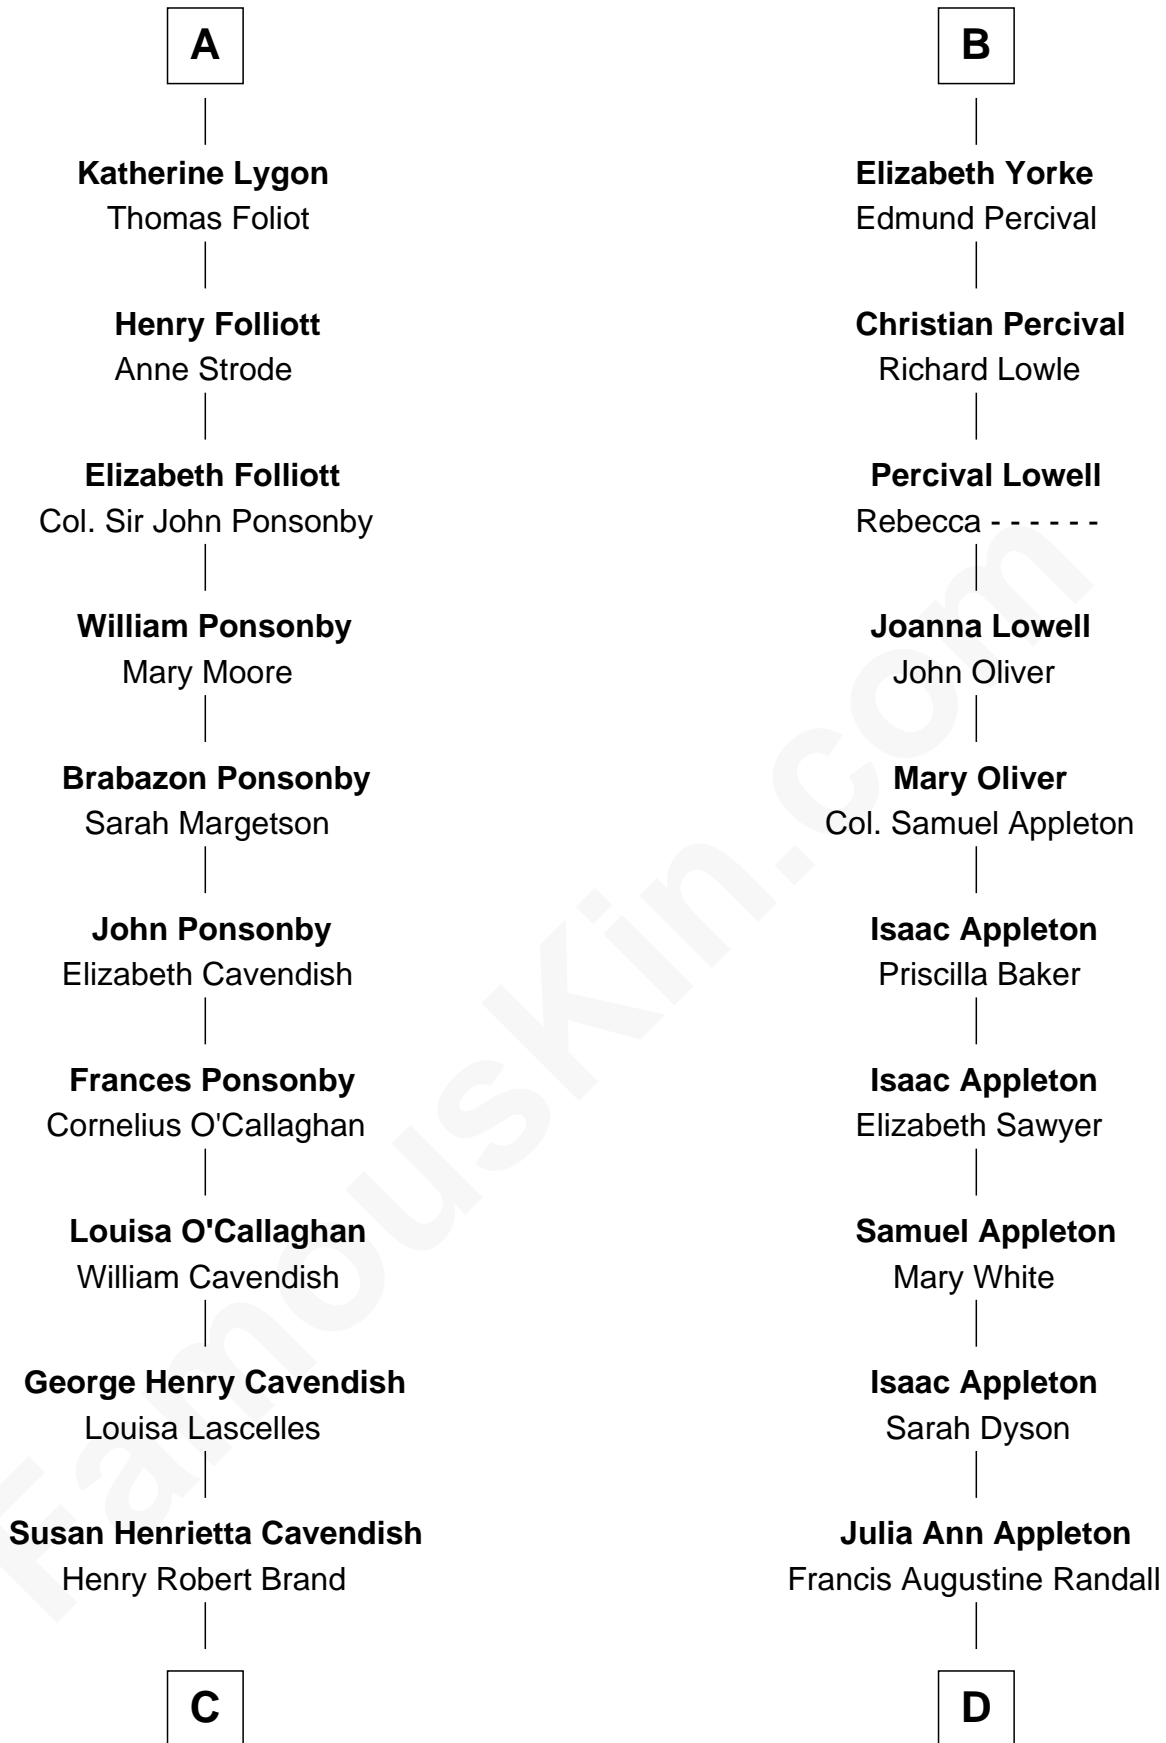 A
Katherine Lygon
Thomas Foliot
Henry Folliott
Anne Strode
Elizabeth Folliott
Col. Sir John Ponsonby
William Ponsonby
Mary Moore
Brabazon Ponsonby
Sarah Margetson
John Ponsonby
Elizabeth Cavendish
Frances Ponsonby
Cornelius O'Callaghan
Louisa O'Callaghan
William Cavendish
George Henry Cavendish
Louisa Lascelles
Susan Henrietta Cavendish
Henry Robert Brand
C
B
Elizabeth Yorke
Edmund Percival
Christian Percival
Richard Lowle
Percival Lowell
Rebecca - - - - - -
Joanna Lowell
John Oliver
Mary Oliver
Col. Samuel Appleton
Isaac Appleton
Priscilla Baker
Isaac Appleton
Elizabeth Sawyer
Samuel Appleton
Mary White
Isaac Appleton
Sarah Dyson
Julia Ann Appleton
Francis Augustine Randall
D
FamousKin.com